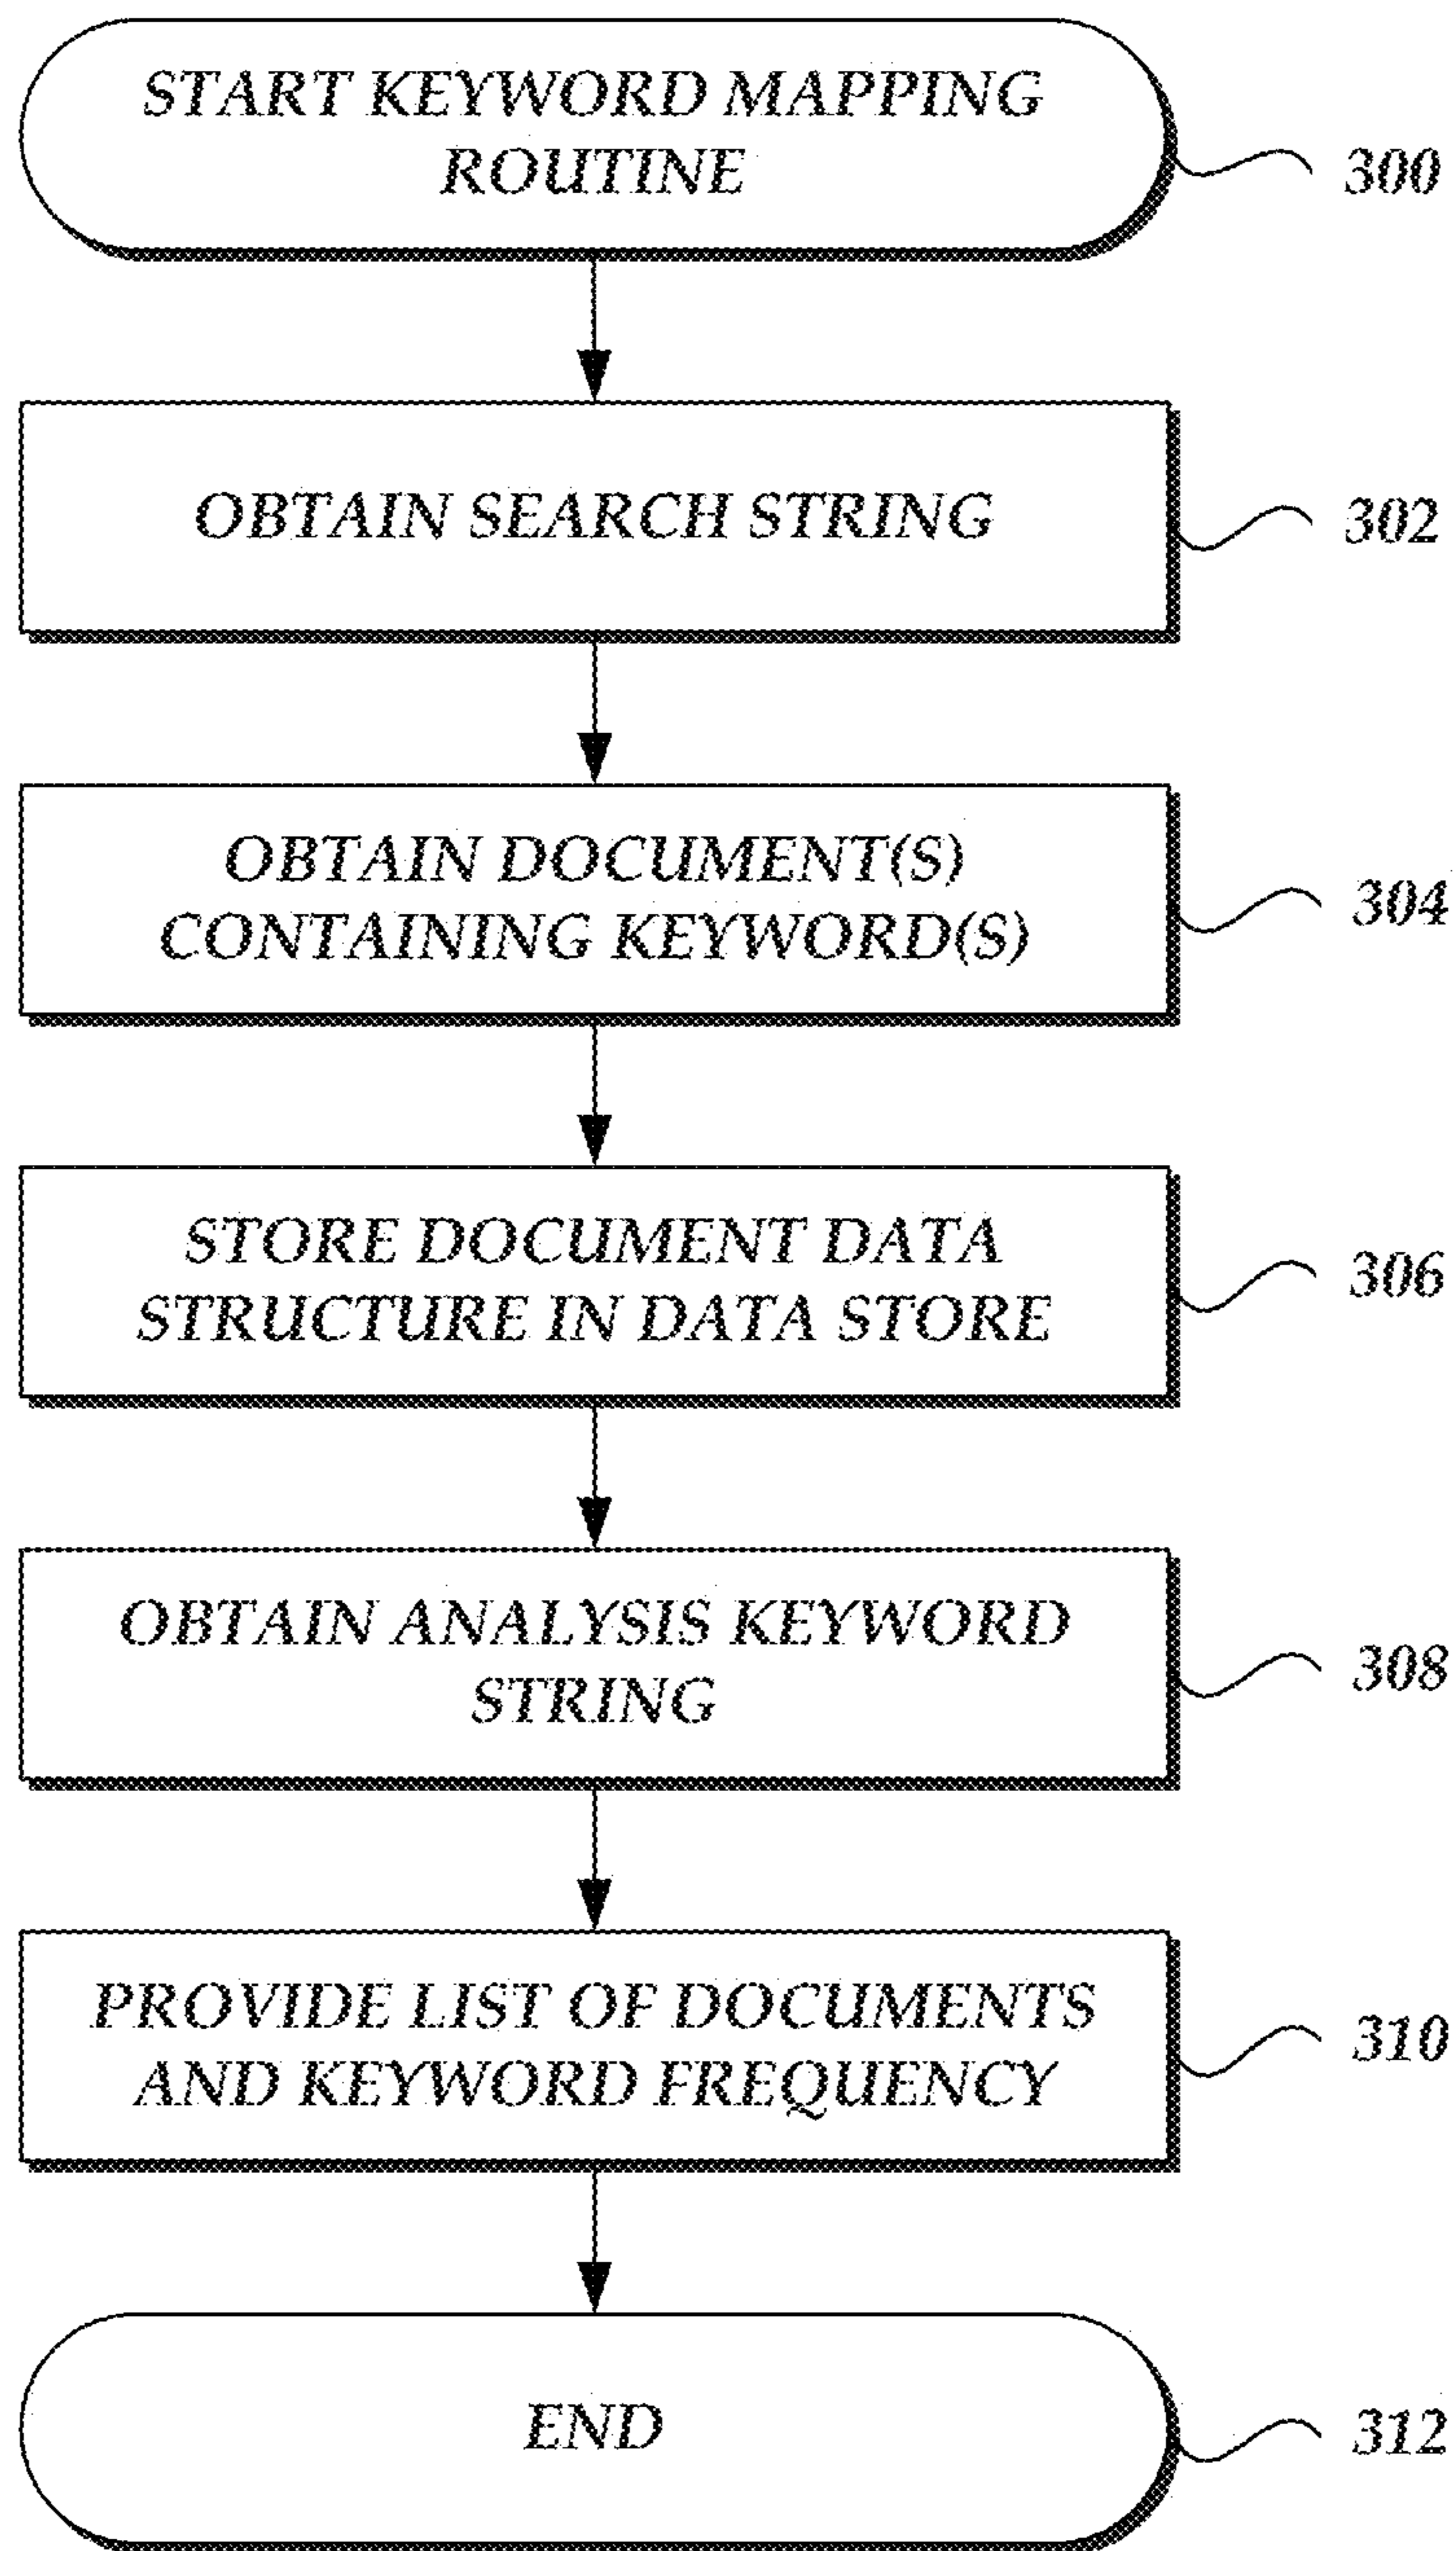 START KEYWORD MAPPING
ROUTINE
300
OBTAIN SEARCH STRING
302
OBTAIN DOCUMENT(S)
CONTAINING KEYWORD(S)
304
STORE DOCUMENT DATA
STRUCTURE IN DATA STORE
306
OBTAIN ANALYSIS KEYWORD
STRING
308
PROVIDE LIST OF DOCUMENTS
AND KEYWORD FREQUENCY
310
END
312